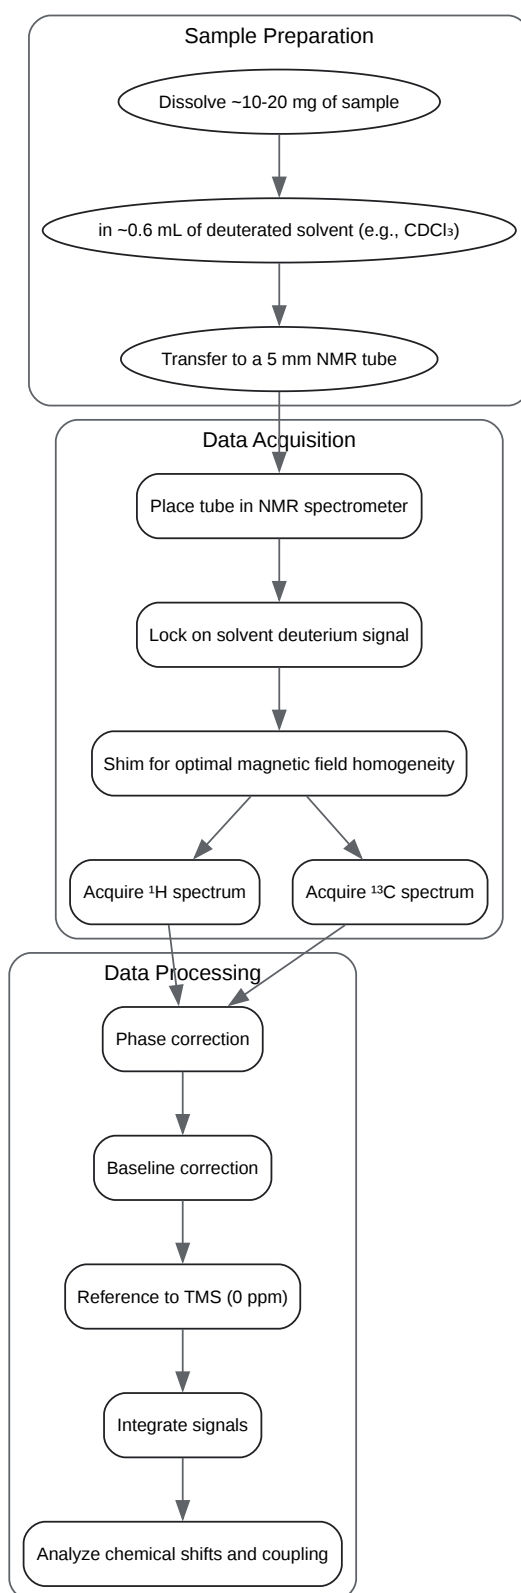 Sample Preparation
Dissolve ~10-20 mg of sample
in ~0.6 mL of deuterated solvent (e.g., CDCl₃)
Transfer to a 5 mm NMR tube
Data Acquisition
Place tube in NMR spectrometer
Lock on solvent deuterium signal
Shim for optimal magnetic field homogeneity
Acquire ¹H spectrum
Acquire ¹³C spectrum
Data Processing
Phase correction
Baseline correction
Reference to TMS (0 ppm)
Integrate signals
Analyze chemical shifts and coupling